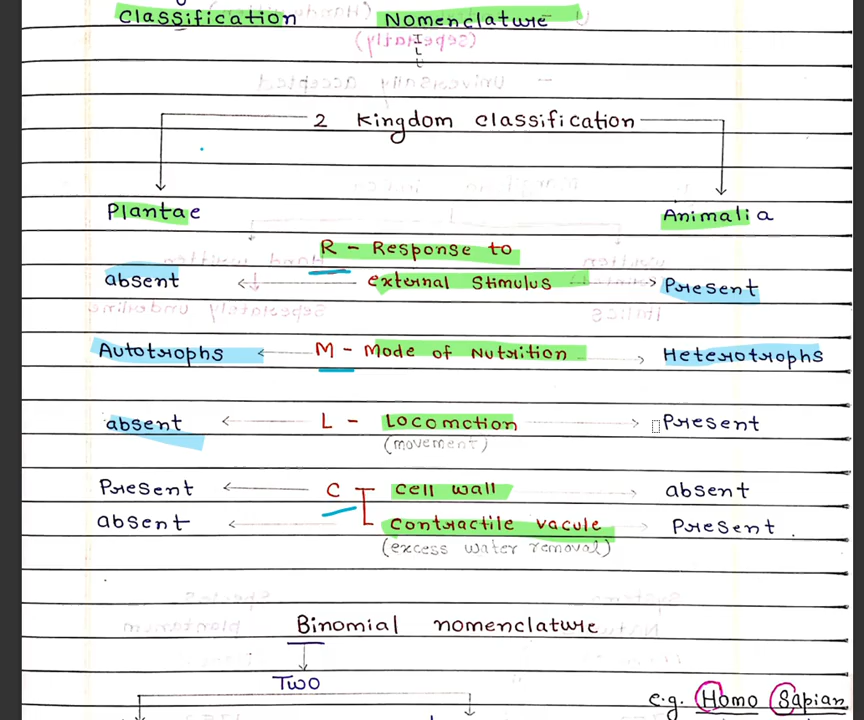 Classification Nomenclature
2 Kingdom classification
Plantae Animalia
R - Response to
absent external Stimulus Present
Autotrophs M - Mode of Nutrition Heterotrophs
absent L - Locomotion Present
(movement)
Present C cell wall absent
absent contractile vacule Present .
(excess water removal)
Binomial nomenclature
Two
e.g. Homo Sapian